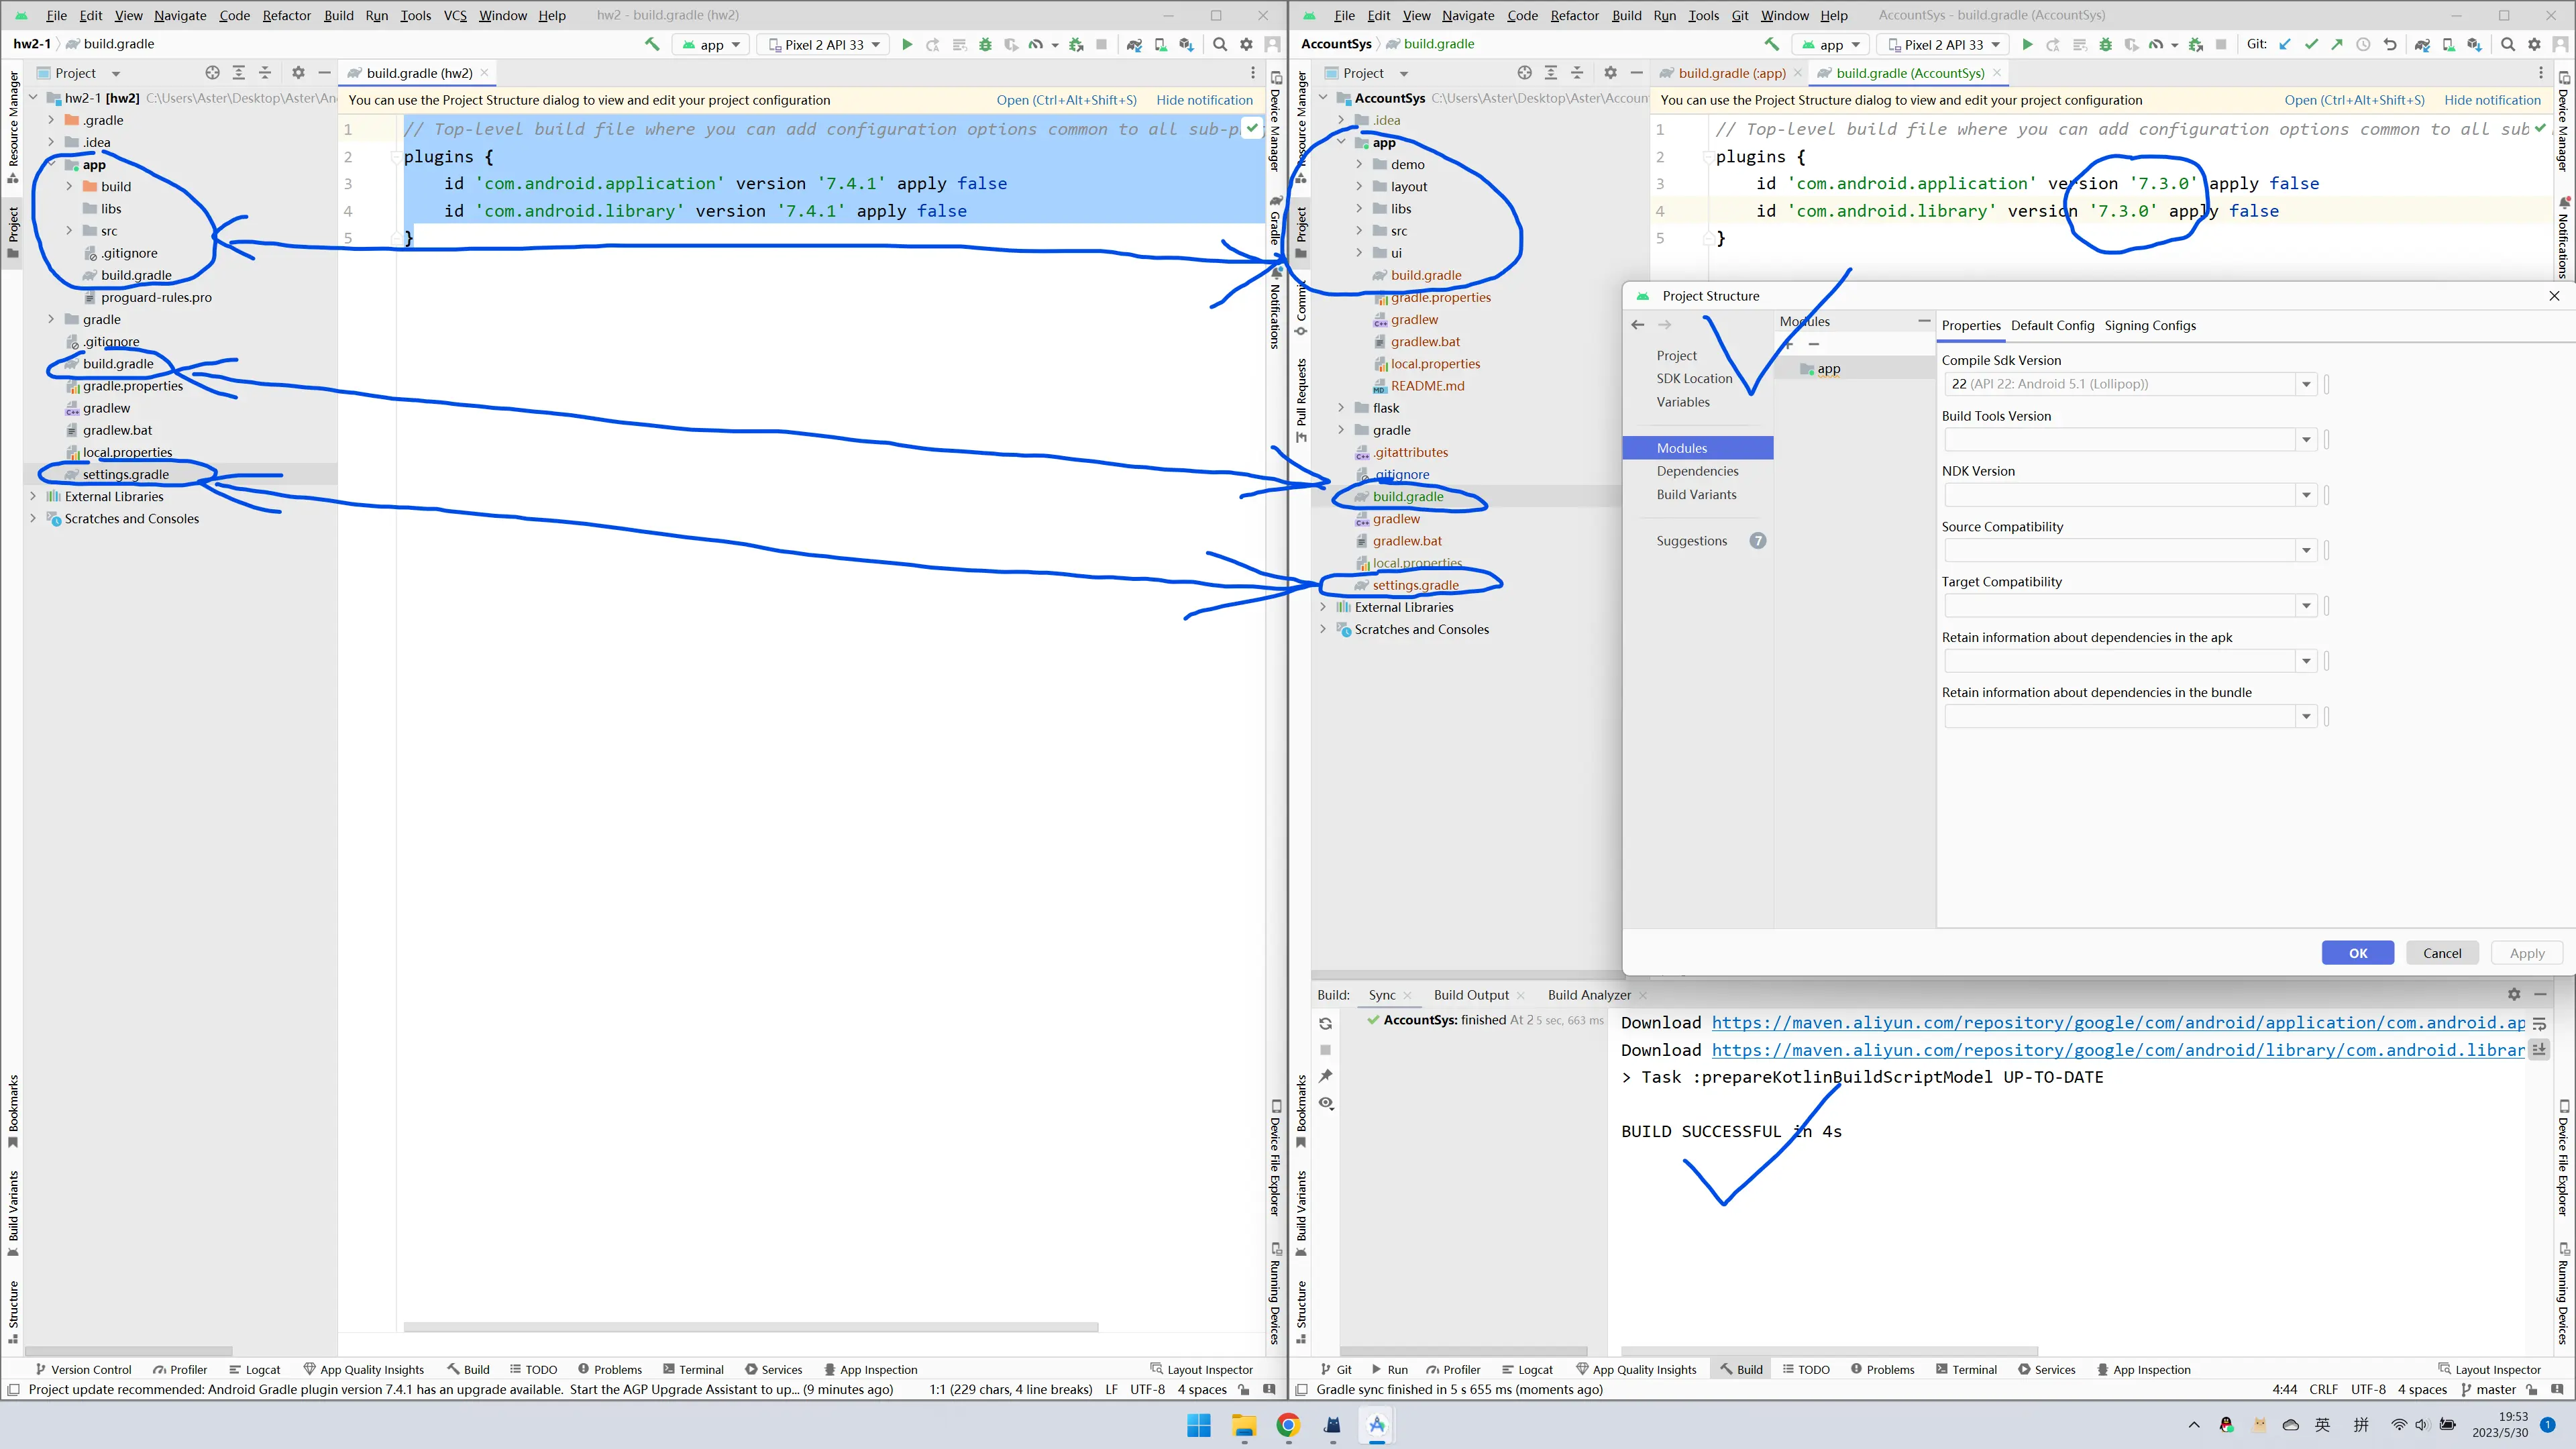 File Edit View Navigate Code Refactor Build Run Tools VCS Window Help hw2 - build.gradle (hw2)
hw2-1 build.gradle app Pixel 2 API 33
Project build.gradle (hw2)
Resource Manager
Project
Bookmarks
Build Variants
Structure
hw2-1 [hw2] C:\Users\Aster\Desktop\Aster\An
.gradle
.idea
app
build
libs
src
.gitignore
build.gradle
proguard-rules.pro
gradle
.gitignore
build.gradle
gradle.properties
gradlew
gradlew.bat
local.properties
settings.gradle
External Libraries
Scratches and Consoles
You can use the Project Structure dialog to view and edit your project configuration Open (Ctrl+Alt+Shift+S) Hide notification
1 // Top-level build file where you can add configuration options common to all sub-p
2 plugins {
3 id 'com.android.application' version '7.4.1' apply false
4 id 'com.android.library' version '7.4.1' apply false
5 }
Device Manager
Gradle
Notifications
Device File Explorer
Running Devices
Version Control Profiler Logcat App Quality Insights Build TODO Problems Terminal Services App Inspection Layout Inspector
Project update recommended: Android Gradle plugin version 7.4.1 has an upgrade available. Start the AGP Upgrade Assistant to up... (9 minutes ago) 1:1 (229 chars, 4 line breaks) LF UTF-8 4 spaces
File Edit View Navigate Code Refactor Build Run Tools Git Window Help AccountSys - build.gradle (AccountSys)
AccountSys build.gradle app Pixel 2 API 33 Git:
Project build.gradle (:app) build.gradle (AccountSys)
Resource Manager
Project
Commit
Pull Requests
Bookmarks
Build Variants
Structure
AccountSys C:\Users\Aster\Desktop\Aster\Accoun
.idea
app
demo
layout
libs
src
ui
build.gradle
gradle.properties
gradlew
gradlew.bat
local.properties
README.md
flask
gradle
.gitattributes
.gitignore
build.gradle
gradlew
gradlew.bat
local.properties
settings.gradle
External Libraries
Scratches and Consoles
You can use the Project Structure dialog to view and edit your project configuration Open (Ctrl+Alt+Shift+S) Hide notification
1 // Top-level build file where you can add configuration options common to all sub
2 plugins {
3 id 'com.android.application' version '7.3.0' apply false
4 id 'com.android.library' version '7.3.0' apply false
5 }
Project Structure
Project
SDK Location
Variables
Modules
Dependencies
Build Variants
Suggestions 7
Modules
app
Properties Default Config Signing Configs
Compile Sdk Version
22 (API 22: Android 5.1 (Lollipop))
Build Tools Version
NDK Version
Source Compatibility
Target Compatibility
Retain information about dependencies in the apk
Retain information about dependencies in the bundle
OK Cancel Apply
Build: Sync Build Output Build Analyzer
AccountSys: finished At 2 5 sec, 663 ms
Download https://maven.aliyun.com/repository/google/com/android/application/com.android.ap
Download https://maven.aliyun.com/repository/google/com/android/library/com.android.librar
> Task :prepareKotlinBuildScriptModel UP-TO-DATE
BUILD SUCCESSFUL in 4s
Device Manager
Notifications
Device File Explorer
Running Devices
Git Run Profiler Logcat App Quality Insights Build TODO Problems Terminal Services App Inspection Layout Inspector
Gradle sync finished in 5 s 655 ms (moments ago) 4:44 CRLF UTF-8 4 spaces master
英 拼 19:53
2023/5/30 1